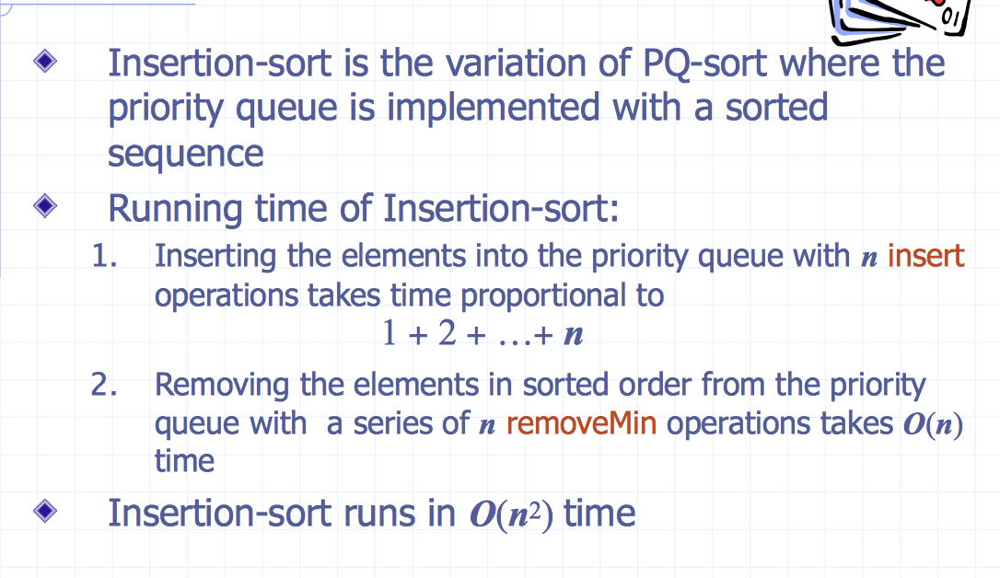 Insertion-sort is the variation of PQ-sort where the
priority queue is implemented with a sorted
sequence
Running time of Insertion-sort:
1. Inserting the elements into the priority queue with n insert
operations takes time proportional to
1 + 2 + …+ n
2. Removing the elements in sorted order from the priority
queue with a series of n removeMin operations takes O(n)
time
Insertion-sort runs in O(n²) time